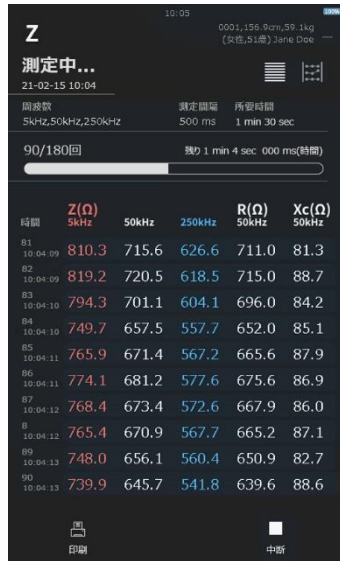 10:05
100%
Z
0001,156.9cm,59.1kg
(女性,51歳) Jane Doe
測定中...
21-02-15 10:04
周波数 測定間隔 所要時間
5kHz,50kHz,250kHz 500 ms 1 min 30 sec
90/180回 残り 1 min 4 sec 000 ms(時間)
Z(Ω) R(Ω) Xc(Ω)
時間 5kHz 50kHz 250kHz 50kHz 50kHz
81 10:04:09 810.3 715.6 626.6 711.0 81.3
82 10:04:09 819.2 720.5 618.5 715.0 88.7
83 10:04:10 794.3 701.1 604.1 696.0 84.2
84 10:04:10 749.7 657.5 557.7 652.0 85.1
85 10:04:11 765.9 671.4 567.2 665.6 87.9
86 10:04:11 774.1 681.2 577.6 675.6 86.9
87 10:04:12 768.4 673.4 572.6 667.9 86.0
8 10:04:12 765.4 670.9 567.7 665.2 87.1
89 10:04:13 748.0 656.1 560.4 650.9 82.7
90 10:04:13 739.9 645.7 541.8 639.6 88.6
印刷 中断